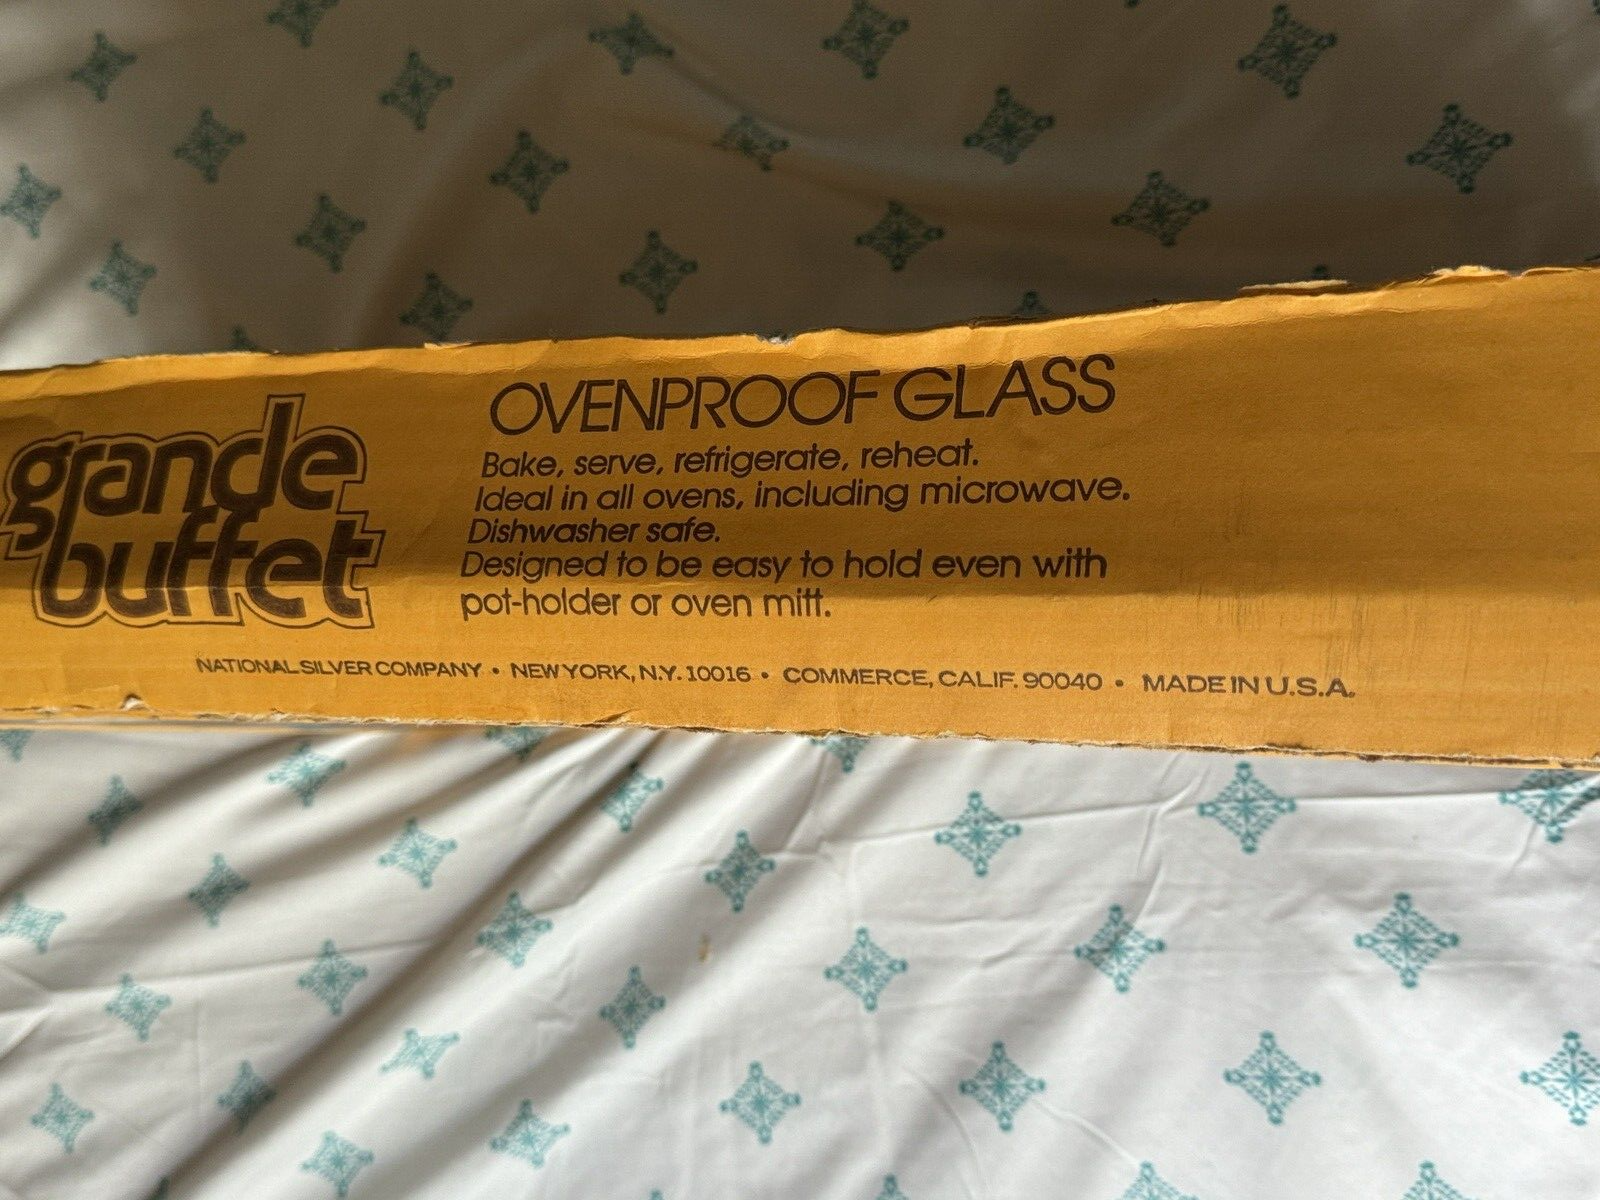 grande
buffet
OVENPROOF GLASS
Bake, serve, refrigerate, reheat.
Ideal in all ovens, including microwave.
Dishwasher safe.
Designed to be easy to hold even with
pot-holder or oven mitt.
NATIONAL SILVER COMPANY • NEW YORK, N.Y. 10016 • COMMERCE, CALIF. 90040 • MADE IN U.S.A.